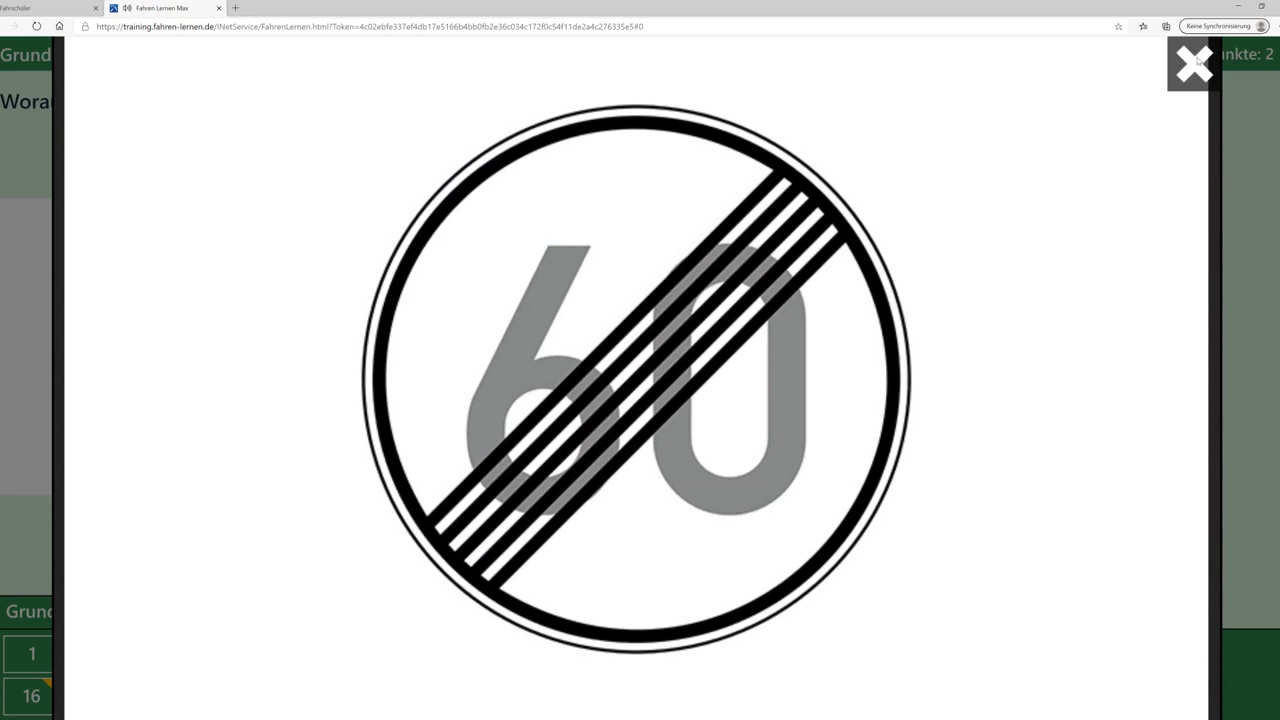 Fahrschüler
Fahren Lernen Max
https://training.fahren-lernen.de/INetService/FahrenLernen.html?Token=4c02ebfe337ef4db17e5166b4bb0fb2e36c034c172f0c54f11de2a4c276335e5#0
Keine Synchronisierung
Grund
unkte: 2
Wora
60
Grund
1
16